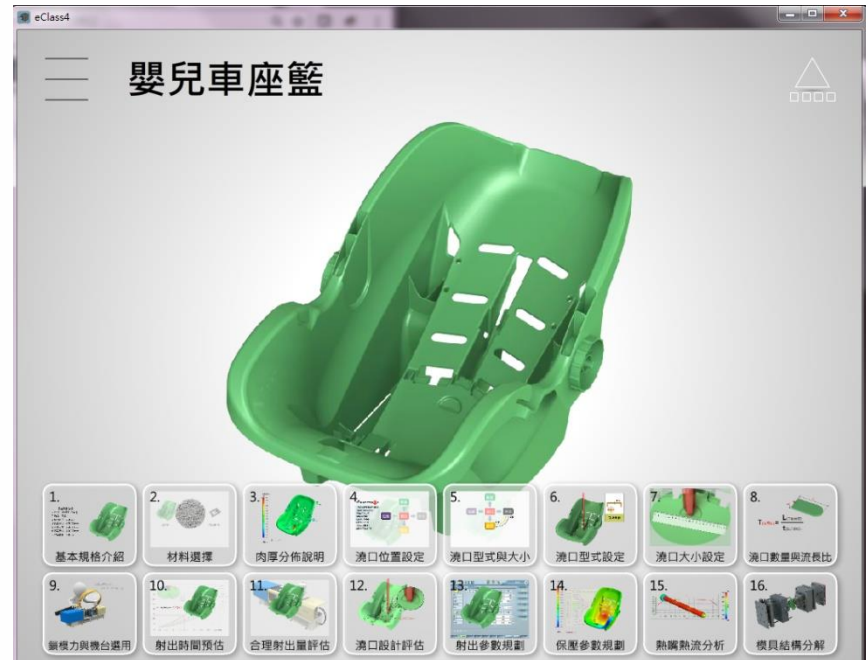 eClass4
嬰兒車座籃
1.
基本規格介紹
2.
材料選擇
3.
肉厚分佈說明
4.
澆口位置設定
5.
澆口型式與大小
6.
澆口型式設定
7.
澆口大小設定
8.
澆口數量與流長比
9.
鎖模力與機台選用
10.
射出時間預估
11.
合理射出量評估
12.
澆口設計評估
13.
射出參數規劃
14.
保壓參數規劃
15.
熱嘴熱流分析
16.
模具結構分解